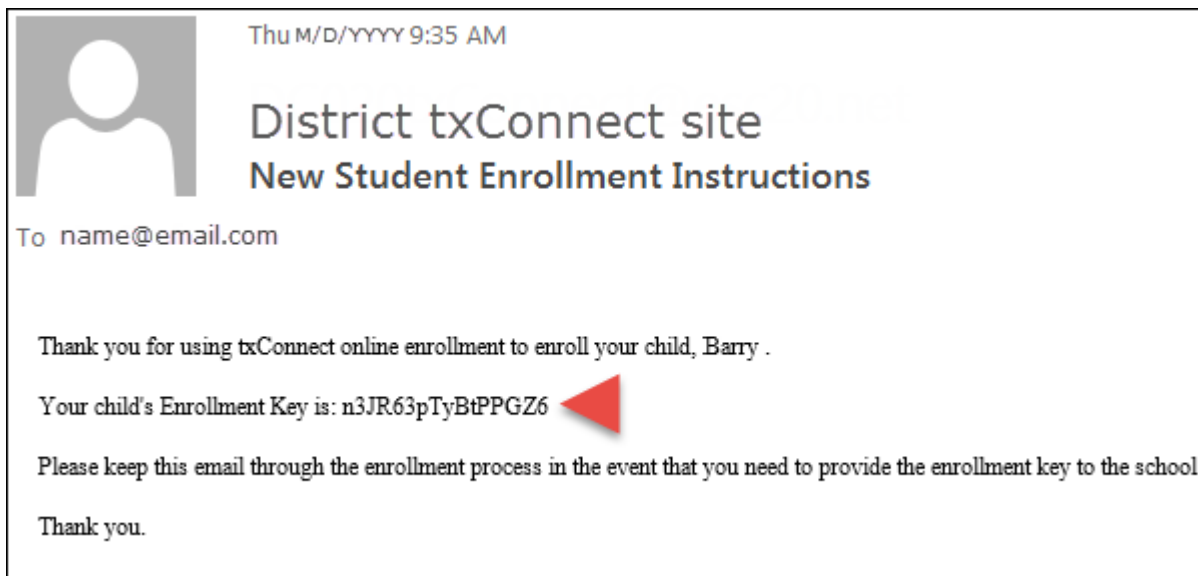 Thu M/D/YYYY 9:35 AM
District txConnect site
New Student Enrollment Instructions
To name@email.com
Thank you for using txConnect online enrollment to enroll your child, Barry .
Your child's Enrollment Key is: n3JR63pTyBtPPGZ6
Please keep this email through the enrollment process in the event that you need to provide the enrollment key to the school
Thank you.